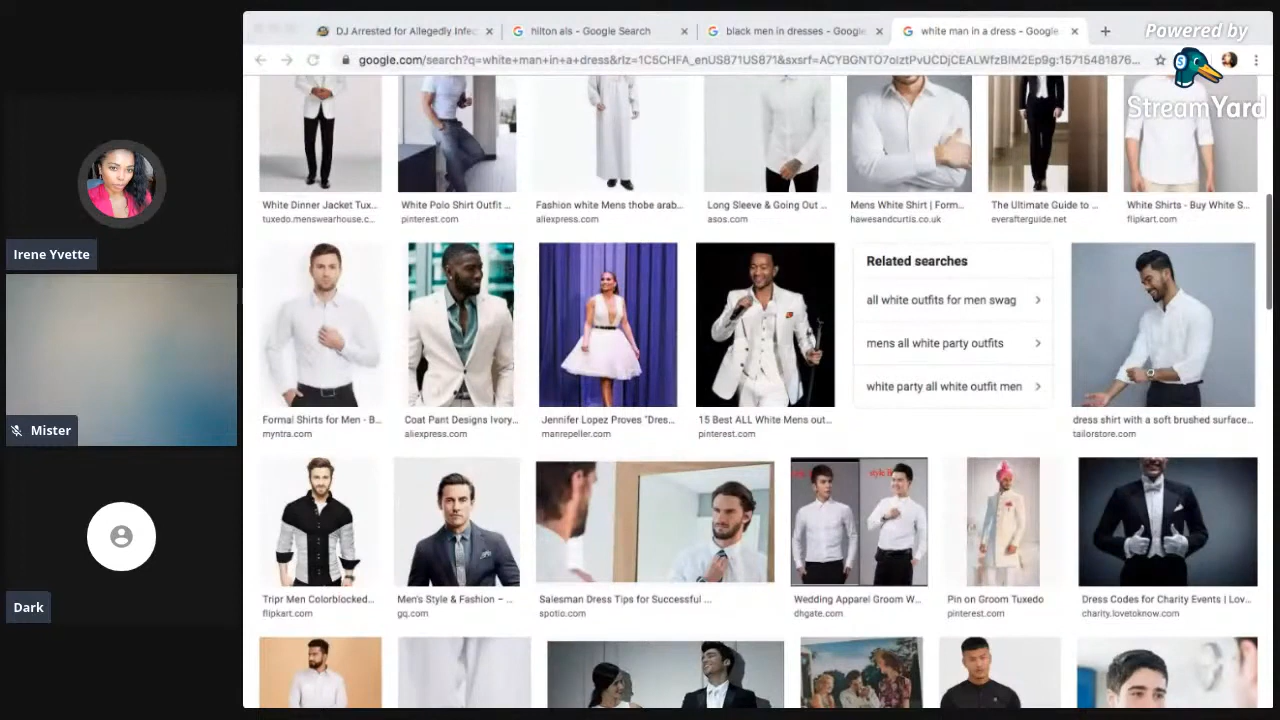 DJ Arrested for Allegedly Infec
hilton als - Google Search
black men in dresses - Google
white man in a dress - Google
Powered by
StreamYard
White Dinner Jacket Tux...
tuxedo.menswearhouse.c...
White Polo Shirt Outfit ...
pinterest.com
Fashion white Mens thobe arab...
aliexpress.com
Long Sleeve & Going Out ...
asos.com
Mens White Shirt | Form...
hawesandcurtis.co.uk
The Ultimate Guide to ...
everafterguide.net
White Shirts - Buy White S...
flipkart.com
Irene Yvette
Related searches
all white outfits for men swag
mens all white party outfits
white party all white outfit men
Formal Shirts for Men - B...
myntra.com
Coat Pant Designs Ivory...
aliexpress.com
Jennifer Lopez Proves "Dres...
manrepeller.com
15 Best ALL White Mens out...
pinterest.com
dress shirt with a soft brushed surface...
tailorstore.com
Mister
Tripr Men Colorblocked...
flipkart.com
Men's Style & Fashion – ...
gq.com
Salesman Dress Tips for Successful ...
spotio.com
Wedding Apparel Groom W...
dhgate.com
Pin on Groom Tuxedo
pinterest.com
Dress Codes for Charity Events | Lov...
charity.lovetoknow.com
Dark